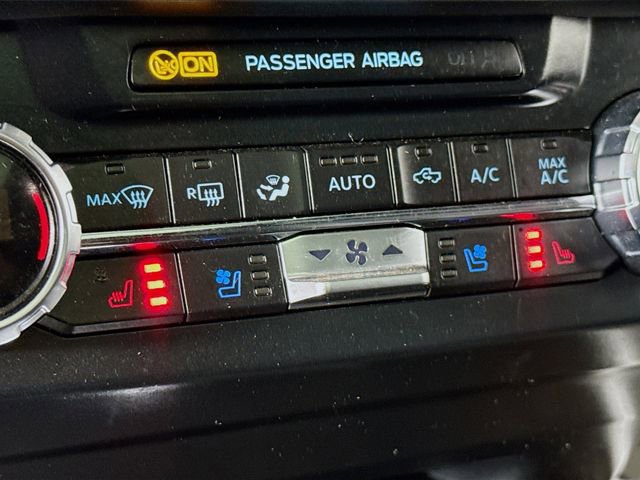 ON PASSENGER AIRBAG
MAX R AUTO A/C MAX
A/C